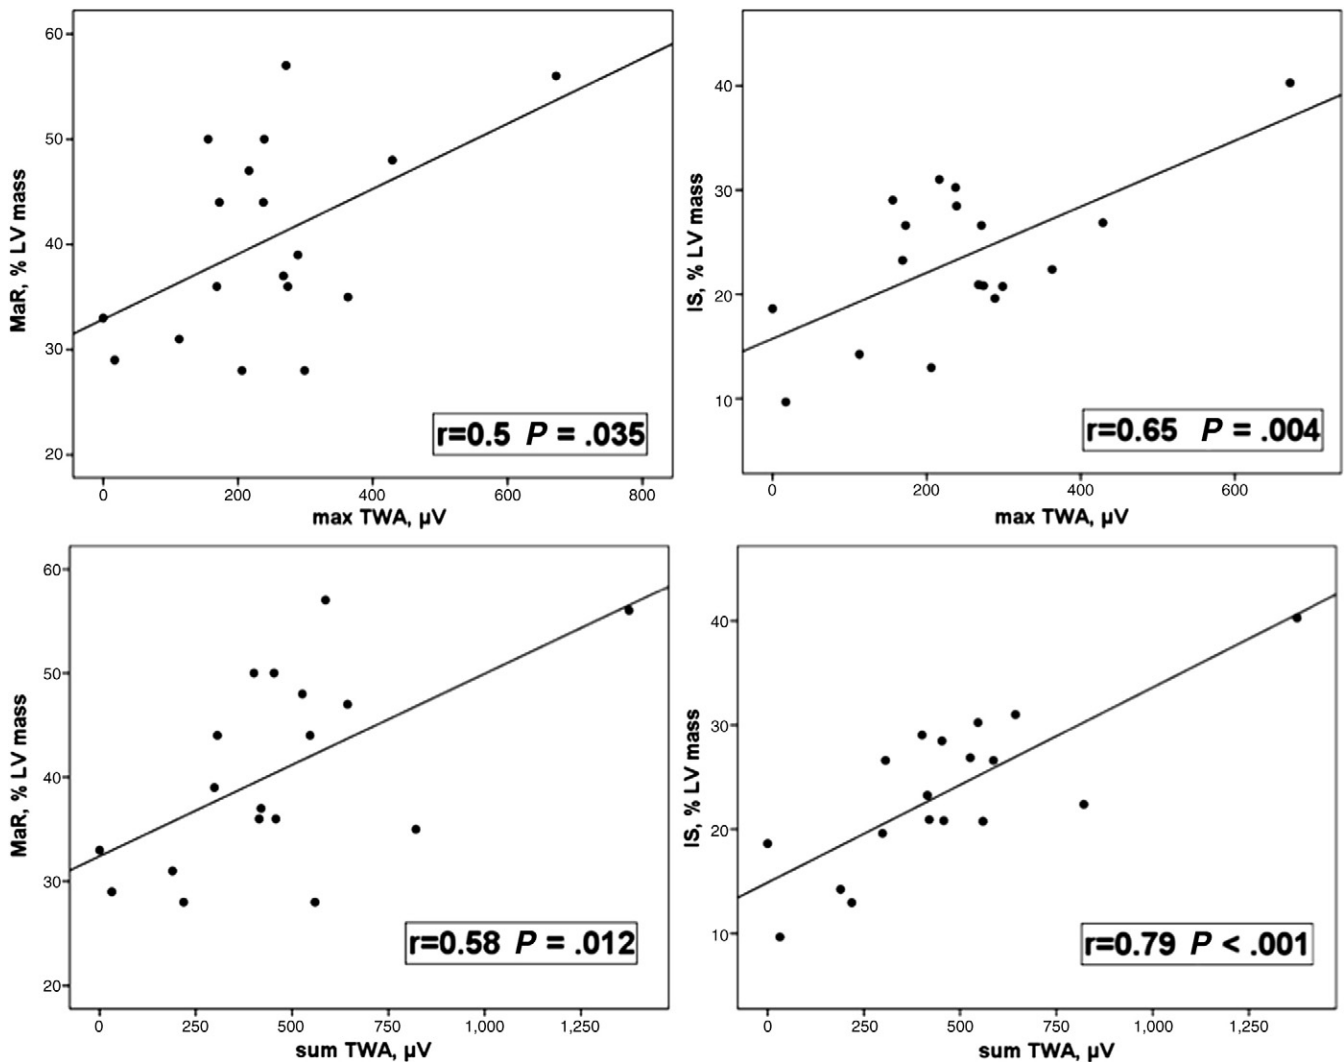 60
50
40
30
20
MaR, % LV mass
r=0.5 P = .035
0 200 400 600 800
max TWA, µV
40
30
20
10
IS, % LV mass
r=0.65 P = .004
0 200 400 600
max TWA, µV
60
50
40
30
20
MaR, % LV mass
r=0.58 P = .012
0 250 500 750 1,000 1,250
sum TWA, µV
40
30
20
10
IS, % LV mass
r=0.79 P < .001
0 250 500 750 1,000 1,250
sum TWA, µV